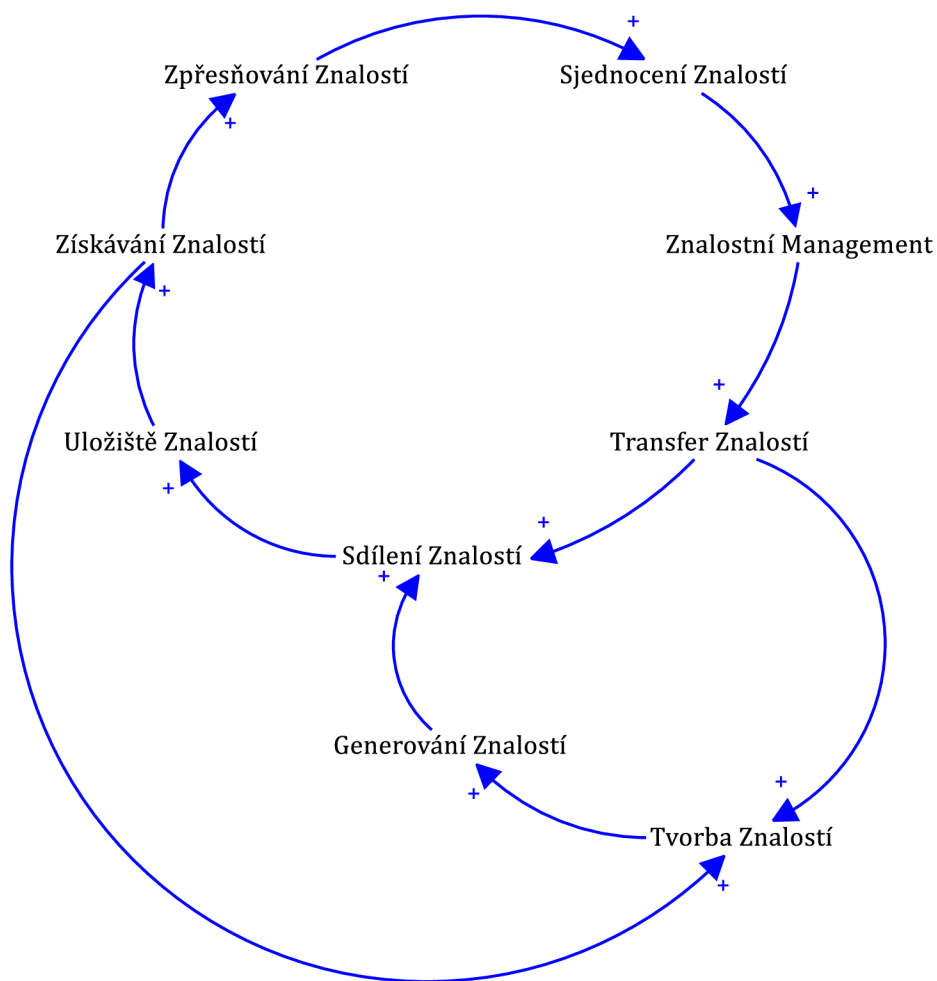 +
Zpřesňování Znalostí
Sjednocení Znalostí
+
+
Získávání Znalostí
Znalostní Management
+
+
Uložiště Znalostí
Transfer Znalostí
+
+
Sdílení Znalostí
+
Generování Znalostí
+
+
Tvorba Znalostí
+